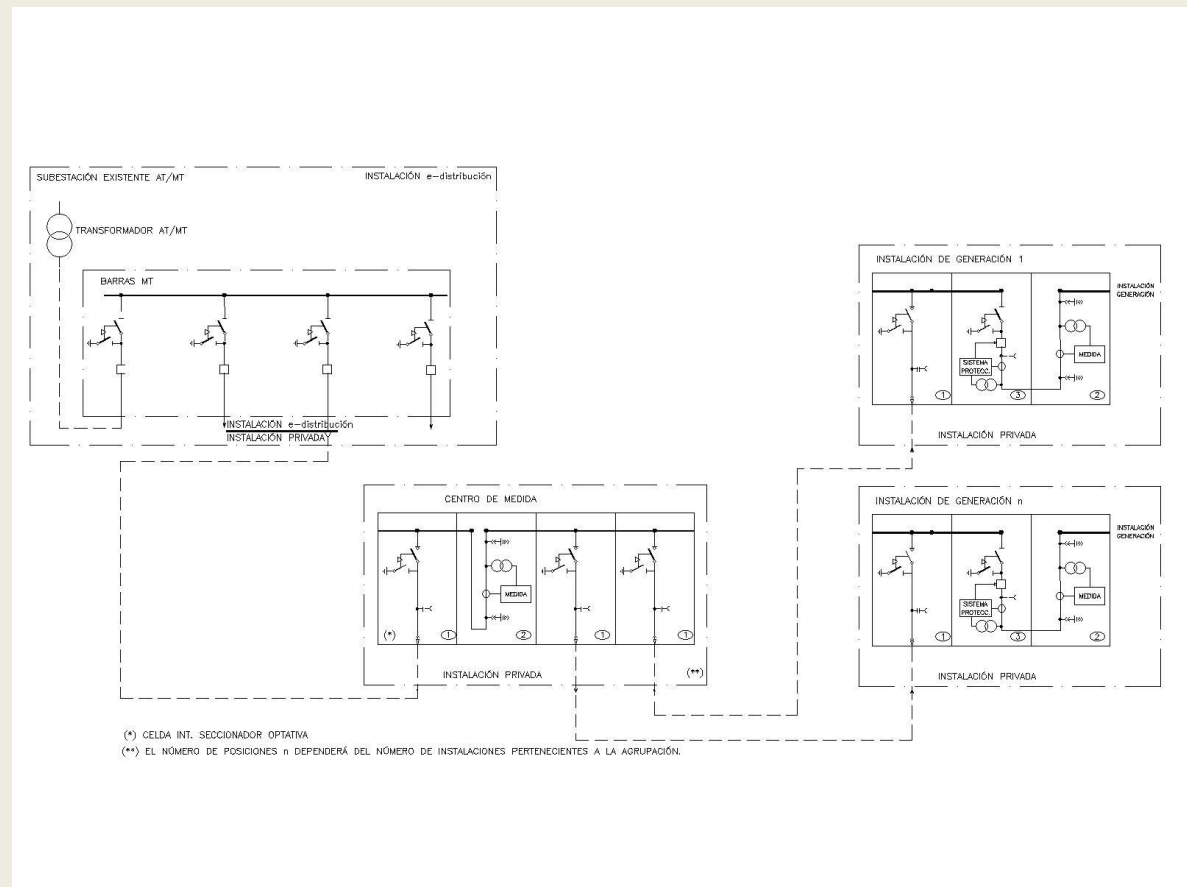 SUBESTACIÓN EXISTENTE AT/MT
INSTALACIÓN e-distribución
TRANSFORMADOR AT/MT
BARRAS MT
INSTALACIÓN e-distribución
INSTALACIÓN PRIVADA
CENTRO DE MEDIDA
MEDIDA
(*)
1
2
1
1
INSTALACIÓN PRIVADA
(**)
INSTALACIÓN DE GENERACIÓN 1
INSTALACIÓN
GENERACIÓN
SISTEMA
PROTECC.
MEDIDA
1
3
2
INSTALACIÓN PRIVADA
INSTALACIÓN DE GENERACIÓN n
INSTALACIÓN
GENERACIÓN
SISTEMA
PROTECC.
MEDIDA
1
3
2
INSTALACIÓN PRIVADA
(*) CELDA INT. SECCIONADOR OPTATIVA
(**) EL NÚMERO DE POSICIONES n DEPENDERÁ DEL NÚMERO DE INSTALACIONES PERTENECIENTES A LA AGRUPACIÓN.